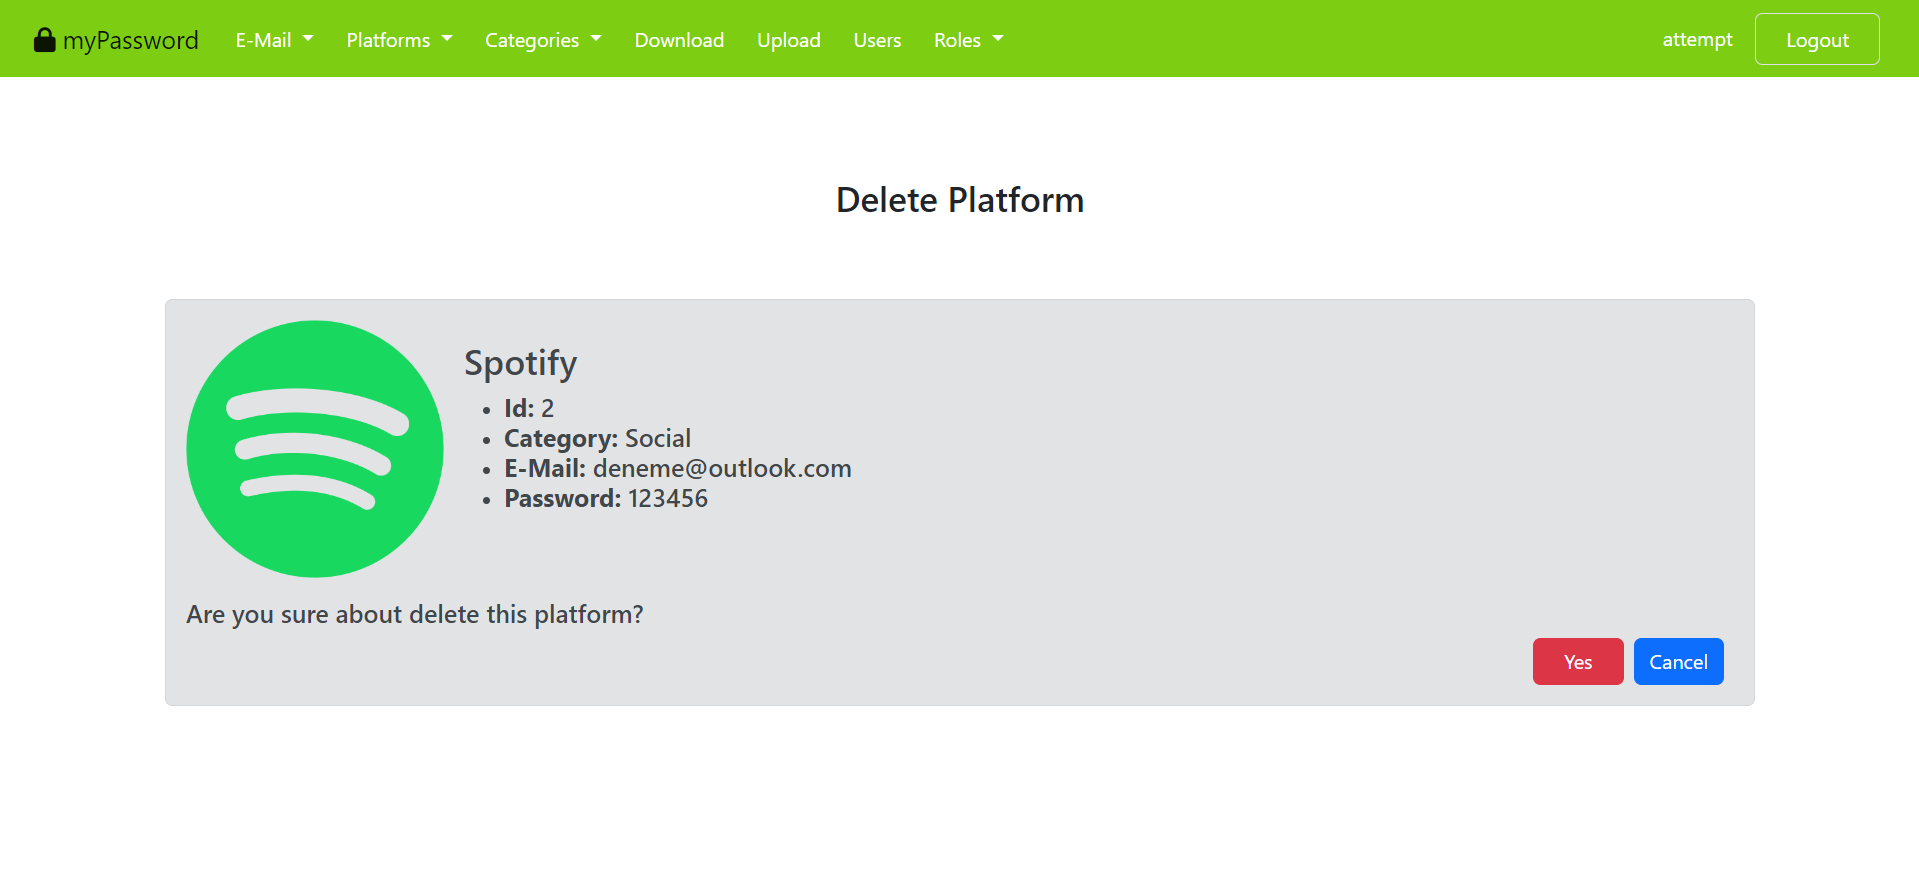 myPassword E-Mail Platforms Categories Download Upload Users Roles attempt Logout
Delete Platform
Spotify
Id: 2
Category: Social
E-Mail: deneme@outlook.com
Password: 123456
Are you sure about delete this platform?
Yes Cancel